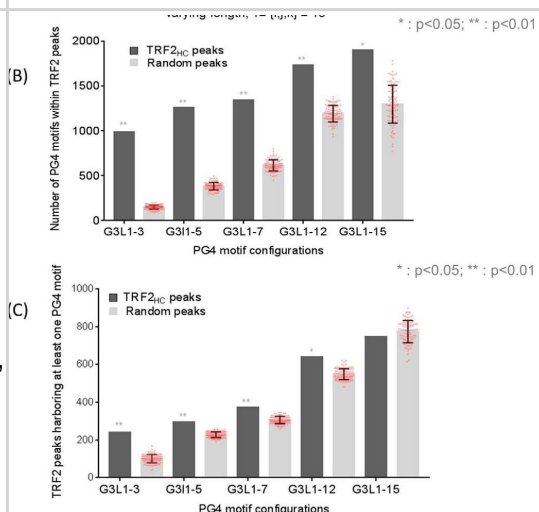 * : p<0.05; ** : p<0.01
(B)
Number of PG4 motifs within TRF2 peaks
TRF2HC peaks
Random peaks
2000
1500
1000
500
0
**
**
**
**
*
G3L1-3
G3l1-5
G3L1-7
G3L1-12
G3L1-15
PG4 motif configurations
* : p<0.05; ** : p<0.01
(C)
TRF2 peaks harboring at least one PG4 motif
TRF2HC peaks
Random peaks
1000
800
600
400
200
0
**
**
**
*
G3L1-3
G3l1-5
G3L1-7
G3L1-12
G3L1-15
PG4 motif configurations